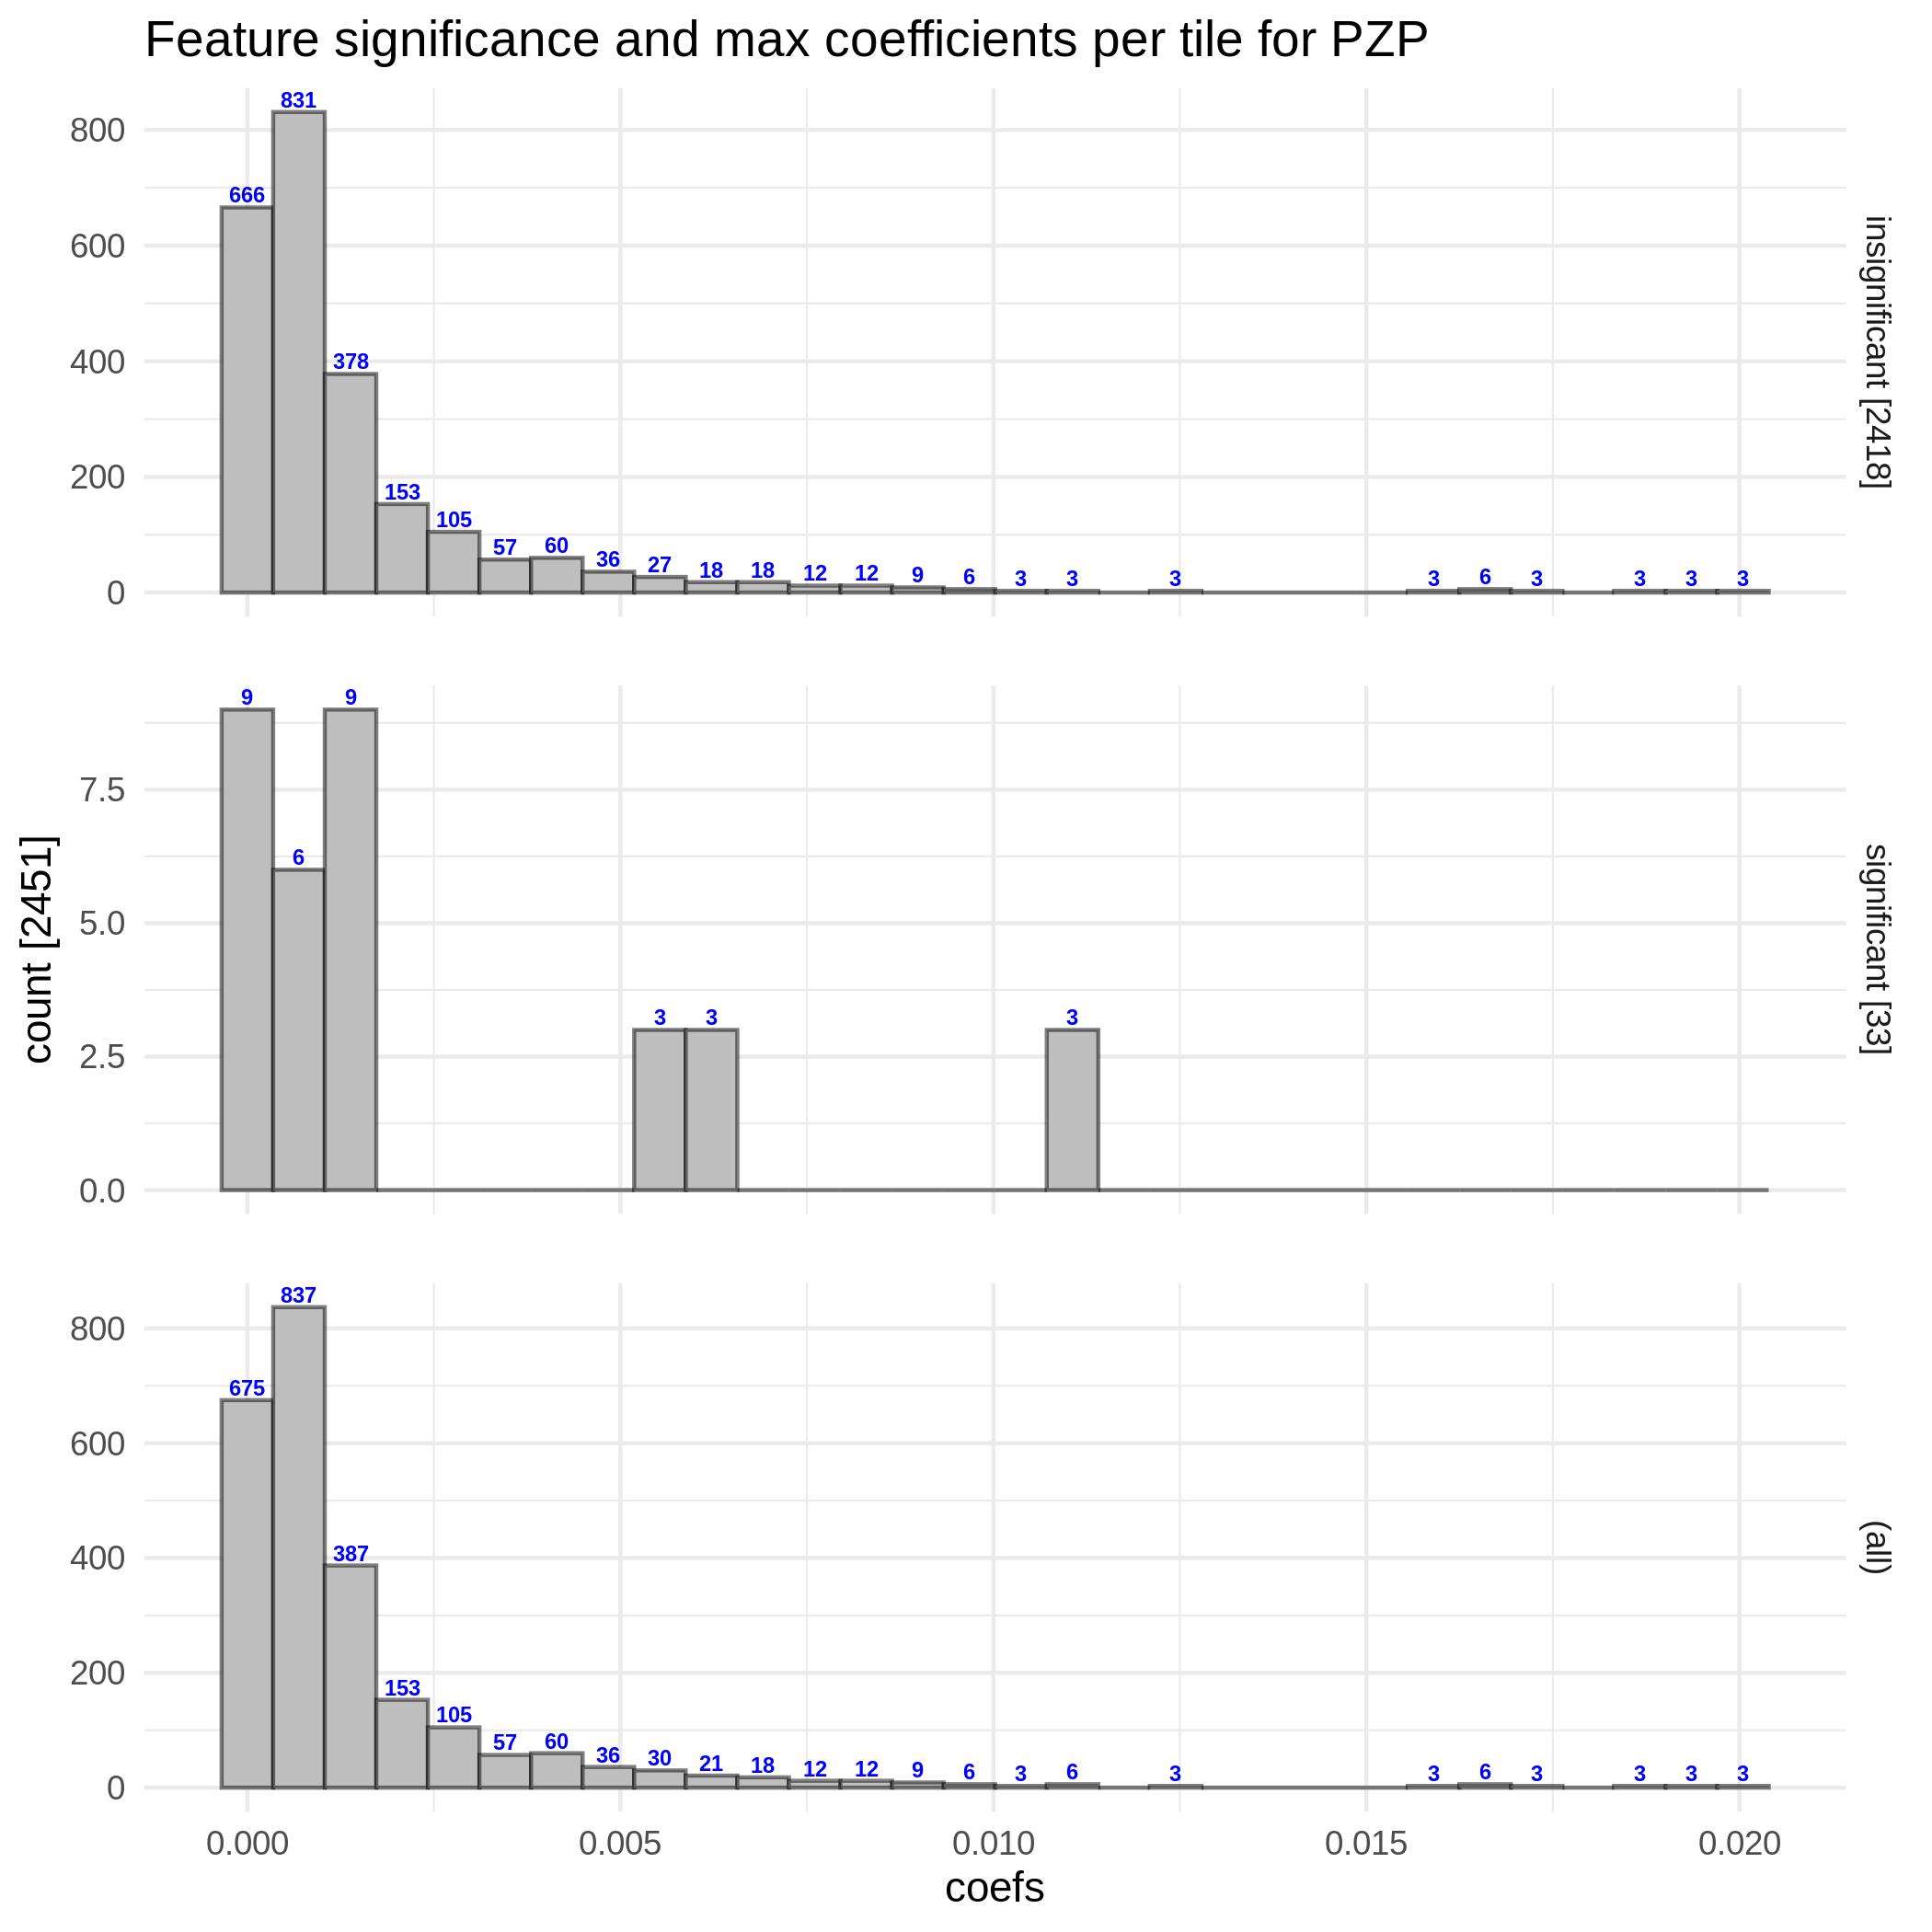 Feature significance and max coefficients per tile for PZP
831
800
666
600
insignificant [2418]
400
378
200
153
105
57 60 36 27 18 18 12 12 9 6 3 3 3 3 6 3 3 3 3
0
9 9
7.5
6
significant [33]
count [2451]
5.0
3 3 3
2.5
0.0
837
800
675
600
(all)
400
387
200
153
105
57 60 36 30 21 18 12 12 9 6 3 6 3 3 6 3 3 3 3
0
0.000 0.005 0.010 0.015 0.020
coefs